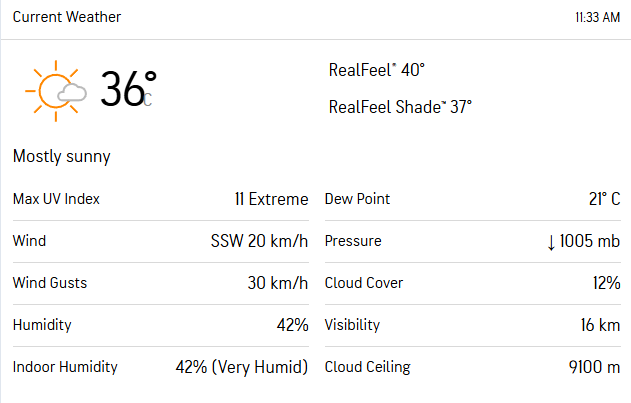 Current Weather 11:33 AM
36°C
RealFeel® 40°
RealFeel Shade™ 37°
Mostly sunny
Max UV Index 11 Extreme
Dew Point 21° C
Wind SSW 20 km/h
Pressure ↓ 1005 mb
Wind Gusts 30 km/h
Cloud Cover 12%
Humidity 42%
Visibility 16 km
Indoor Humidity 42% (Very Humid)
Cloud Ceiling 9100 m